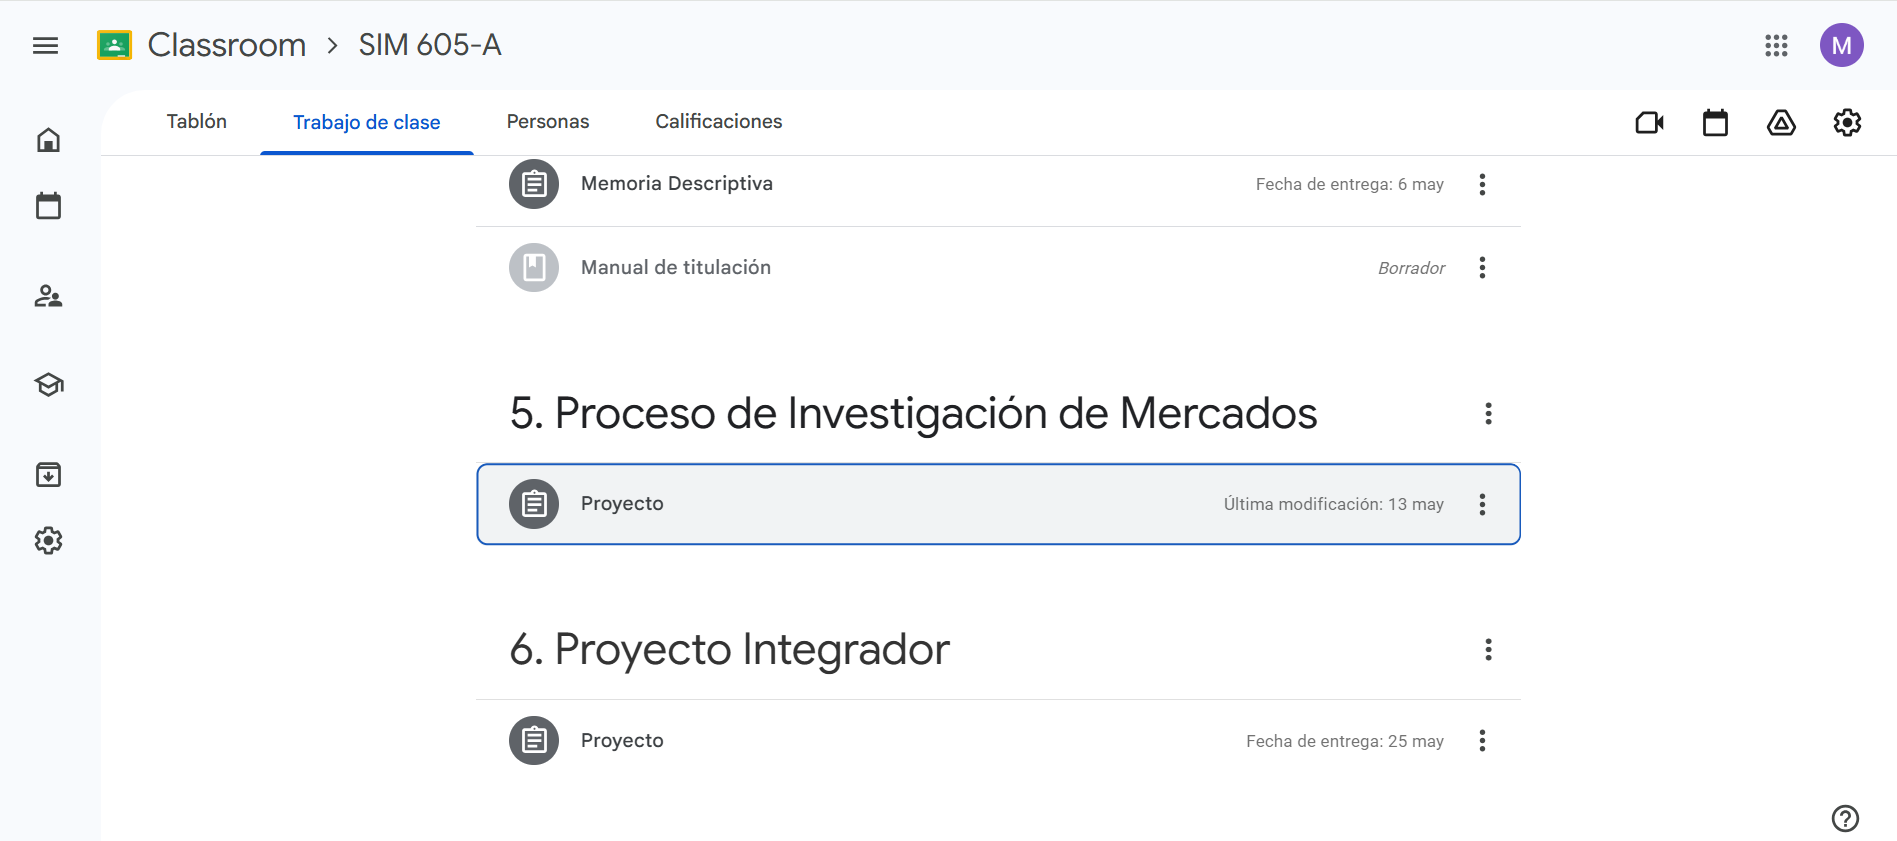 Classroom > SIM 605-A
M
Tablón
Trabajo de clase
Personas
Calificaciones
Memoria Descriptiva
Fecha de entrega: 6 may
Manual de titulación
Borrador
5. Proceso de Investigación de Mercados
Proyecto
Última modificación: 13 may
6. Proyecto Integrador
Proyecto
Fecha de entrega: 25 may